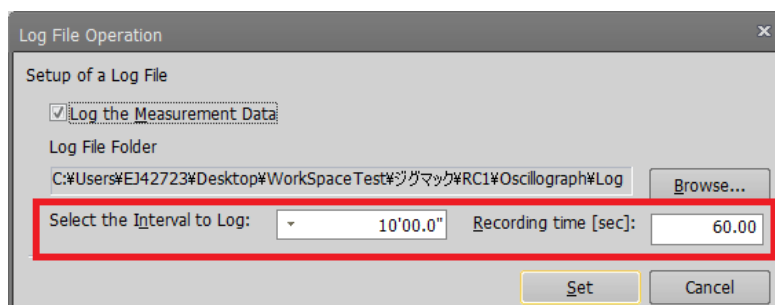 Log File Operation
Setup of a Log File
Log the Measurement Data
Log File Folder
C:¥Users¥EJ42723¥Desktop¥WorkSpaceTest¥ジグマック¥RC1¥Oscillograph¥Log Browse...
Select the Interval to Log: 10'00.0" Recording time [sec]: 60.00
Set Cancel